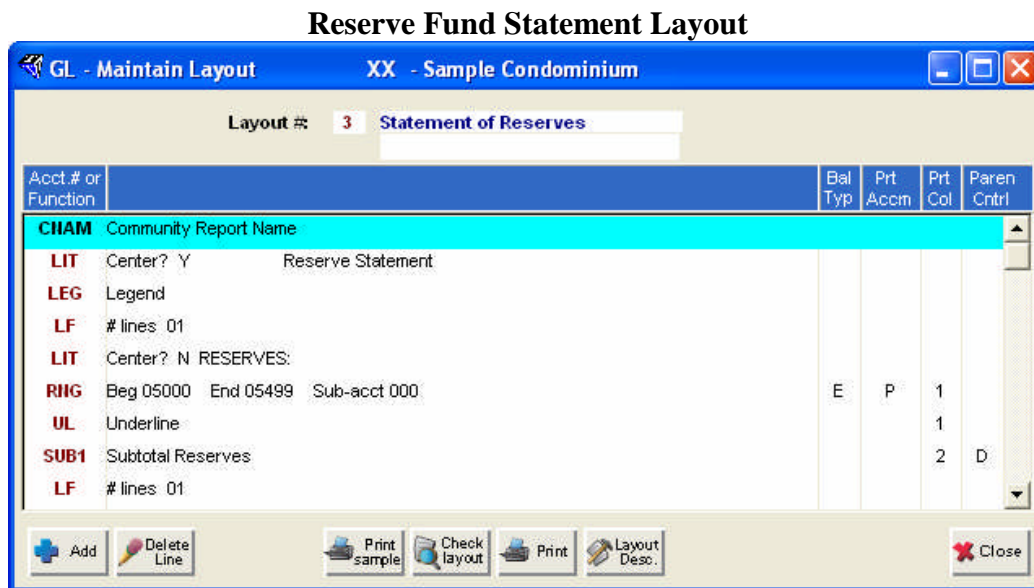 Reserve Fund Statement Layout
GL - Maintain Layout XX - Sample Condominium
Layout #: 3 Statement of Reserves
Acct.# or Function Bal Typ Prt Accm Prt Col Paren Cntrl
CNAM Community Report Name
LIT Center? Y Reserve Statement
LEG Legend
LF # lines 01
LIT Center? N RESERVES:
RNG Beg 05000 End 05499 Sub-acct 000 E P 1
UL Underline 1
SUB1 Subtotal Reserves 2 D
LF # lines 01
Add Delete Line Print sample Check layout Print Layout Desc. Close